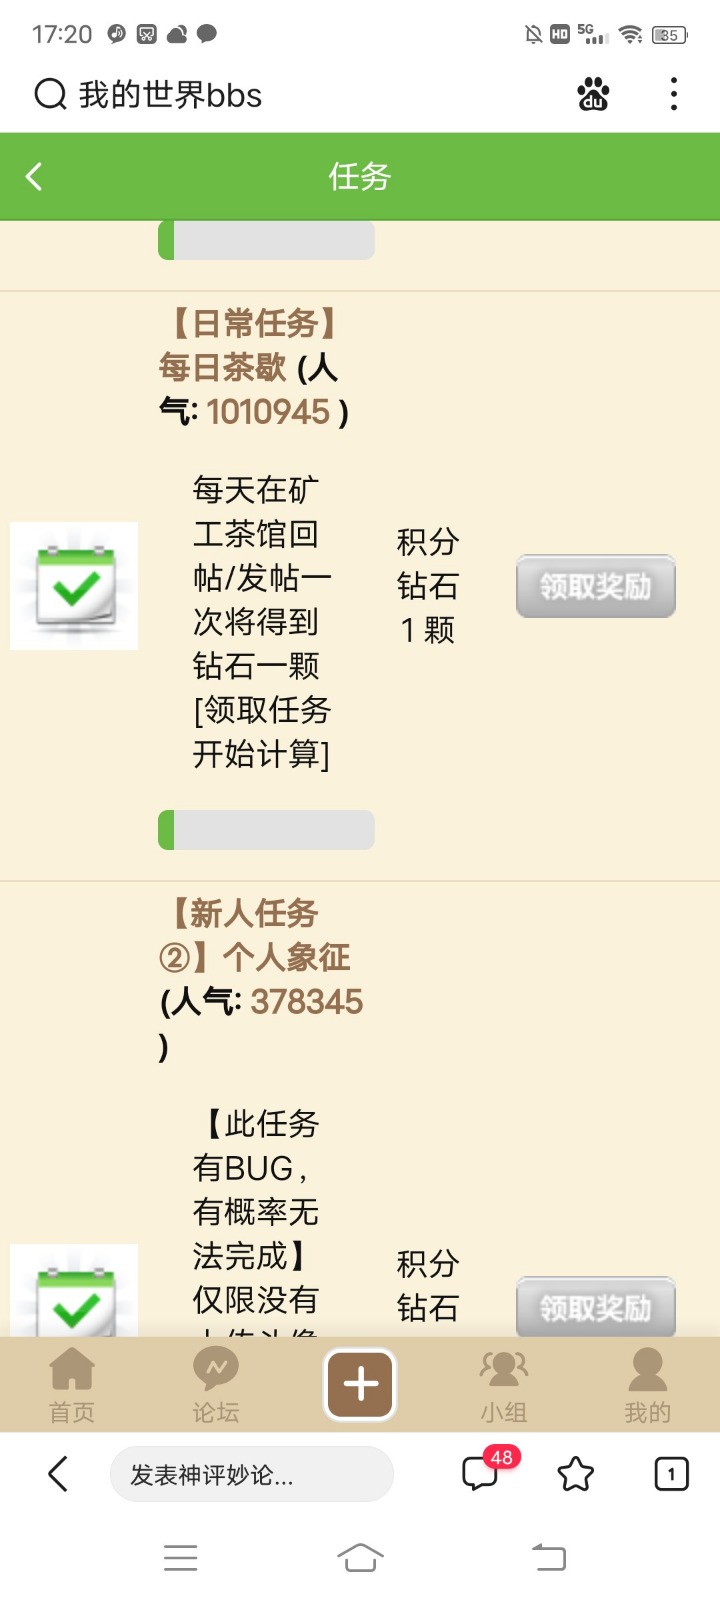 17:20
HD 5G 35
我的世界bbs
du
任务
【日常任务】
每日茶歇 (人
气: 1010945 )
每天在矿
工茶馆回
帖/发帖一
次将得到
钻石一颗
[领取任务
开始计算]
积分
钻石
1 颗
领取奖励
【新人任务
②】个人象征
(人气: 378345
)
【此任务
有BUG,
有概率无
法完成】
仅限没有
积分
钻石
领取奖励
首页
论坛
小组
我的
发表神评妙论...
48
1